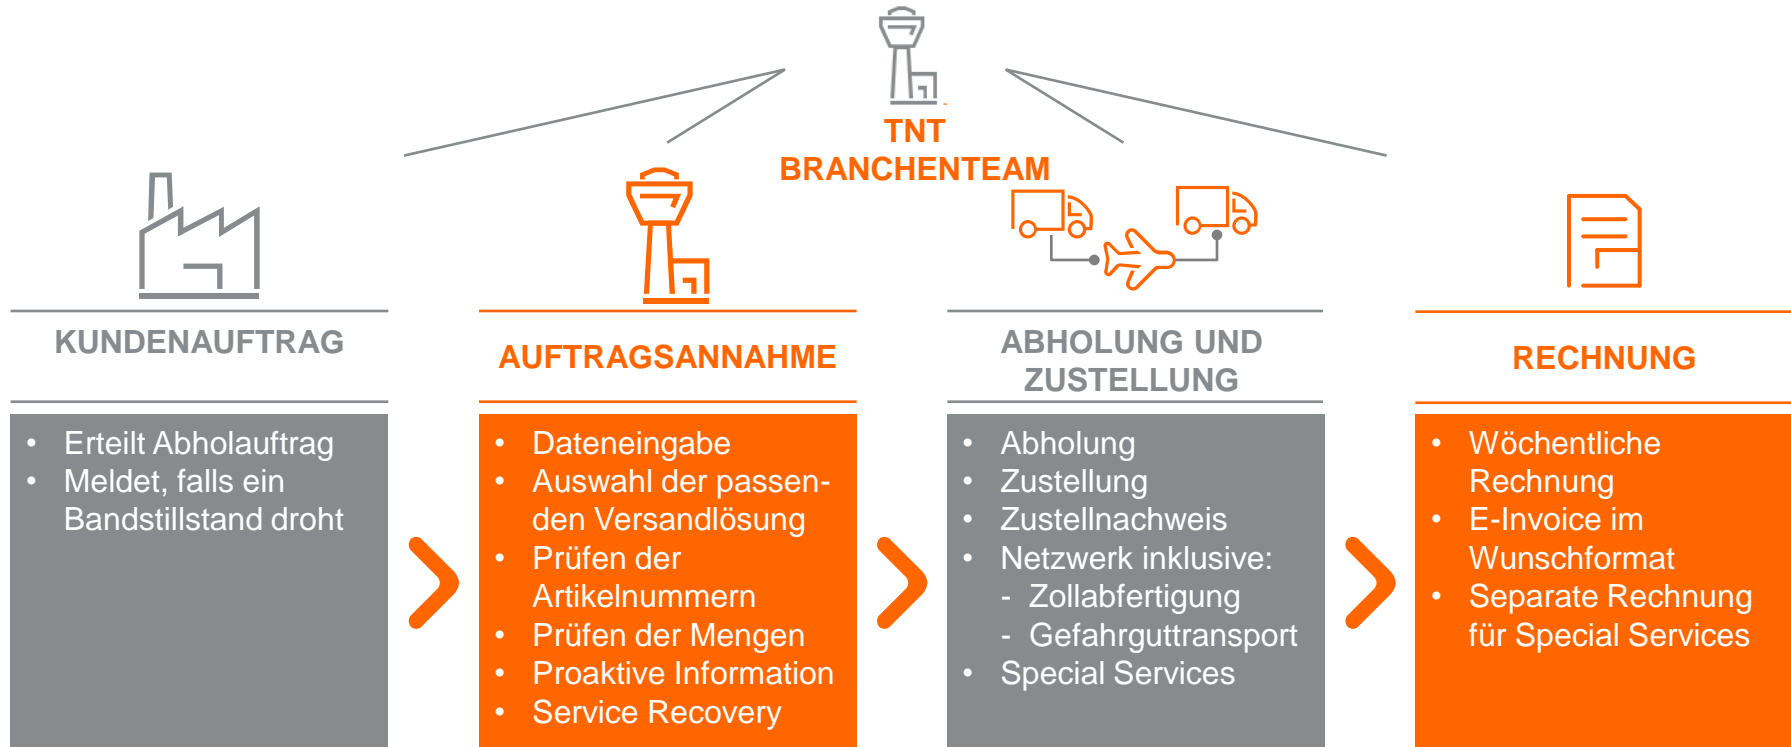 TNT
BRANCHENTEAM
KUNDENAUFTRAG
• Erteilt Abholauftrag
• Meldet, falls ein
Bandstillstand droht
AUFTRAGSANNAHME
• Dateneingabe
• Auswahl der passen-
den Versandlösung
• Prüfen der
Artikelnummern
• Prüfen der Mengen
• Proaktive Information
• Service Recovery
ABHOLUNG UND
ZUSTELLUNG
• Abholung
• Zustellung
• Zustellnachweis
• Netzwerk inklusive:
- Zollabfertigung
- Gefahrguttransport
• Special Services
RECHNUNG
• Wöchentliche
Rechnung
• E-Invoice im
Wunschformat
• Separate Rechnung
für Special Services